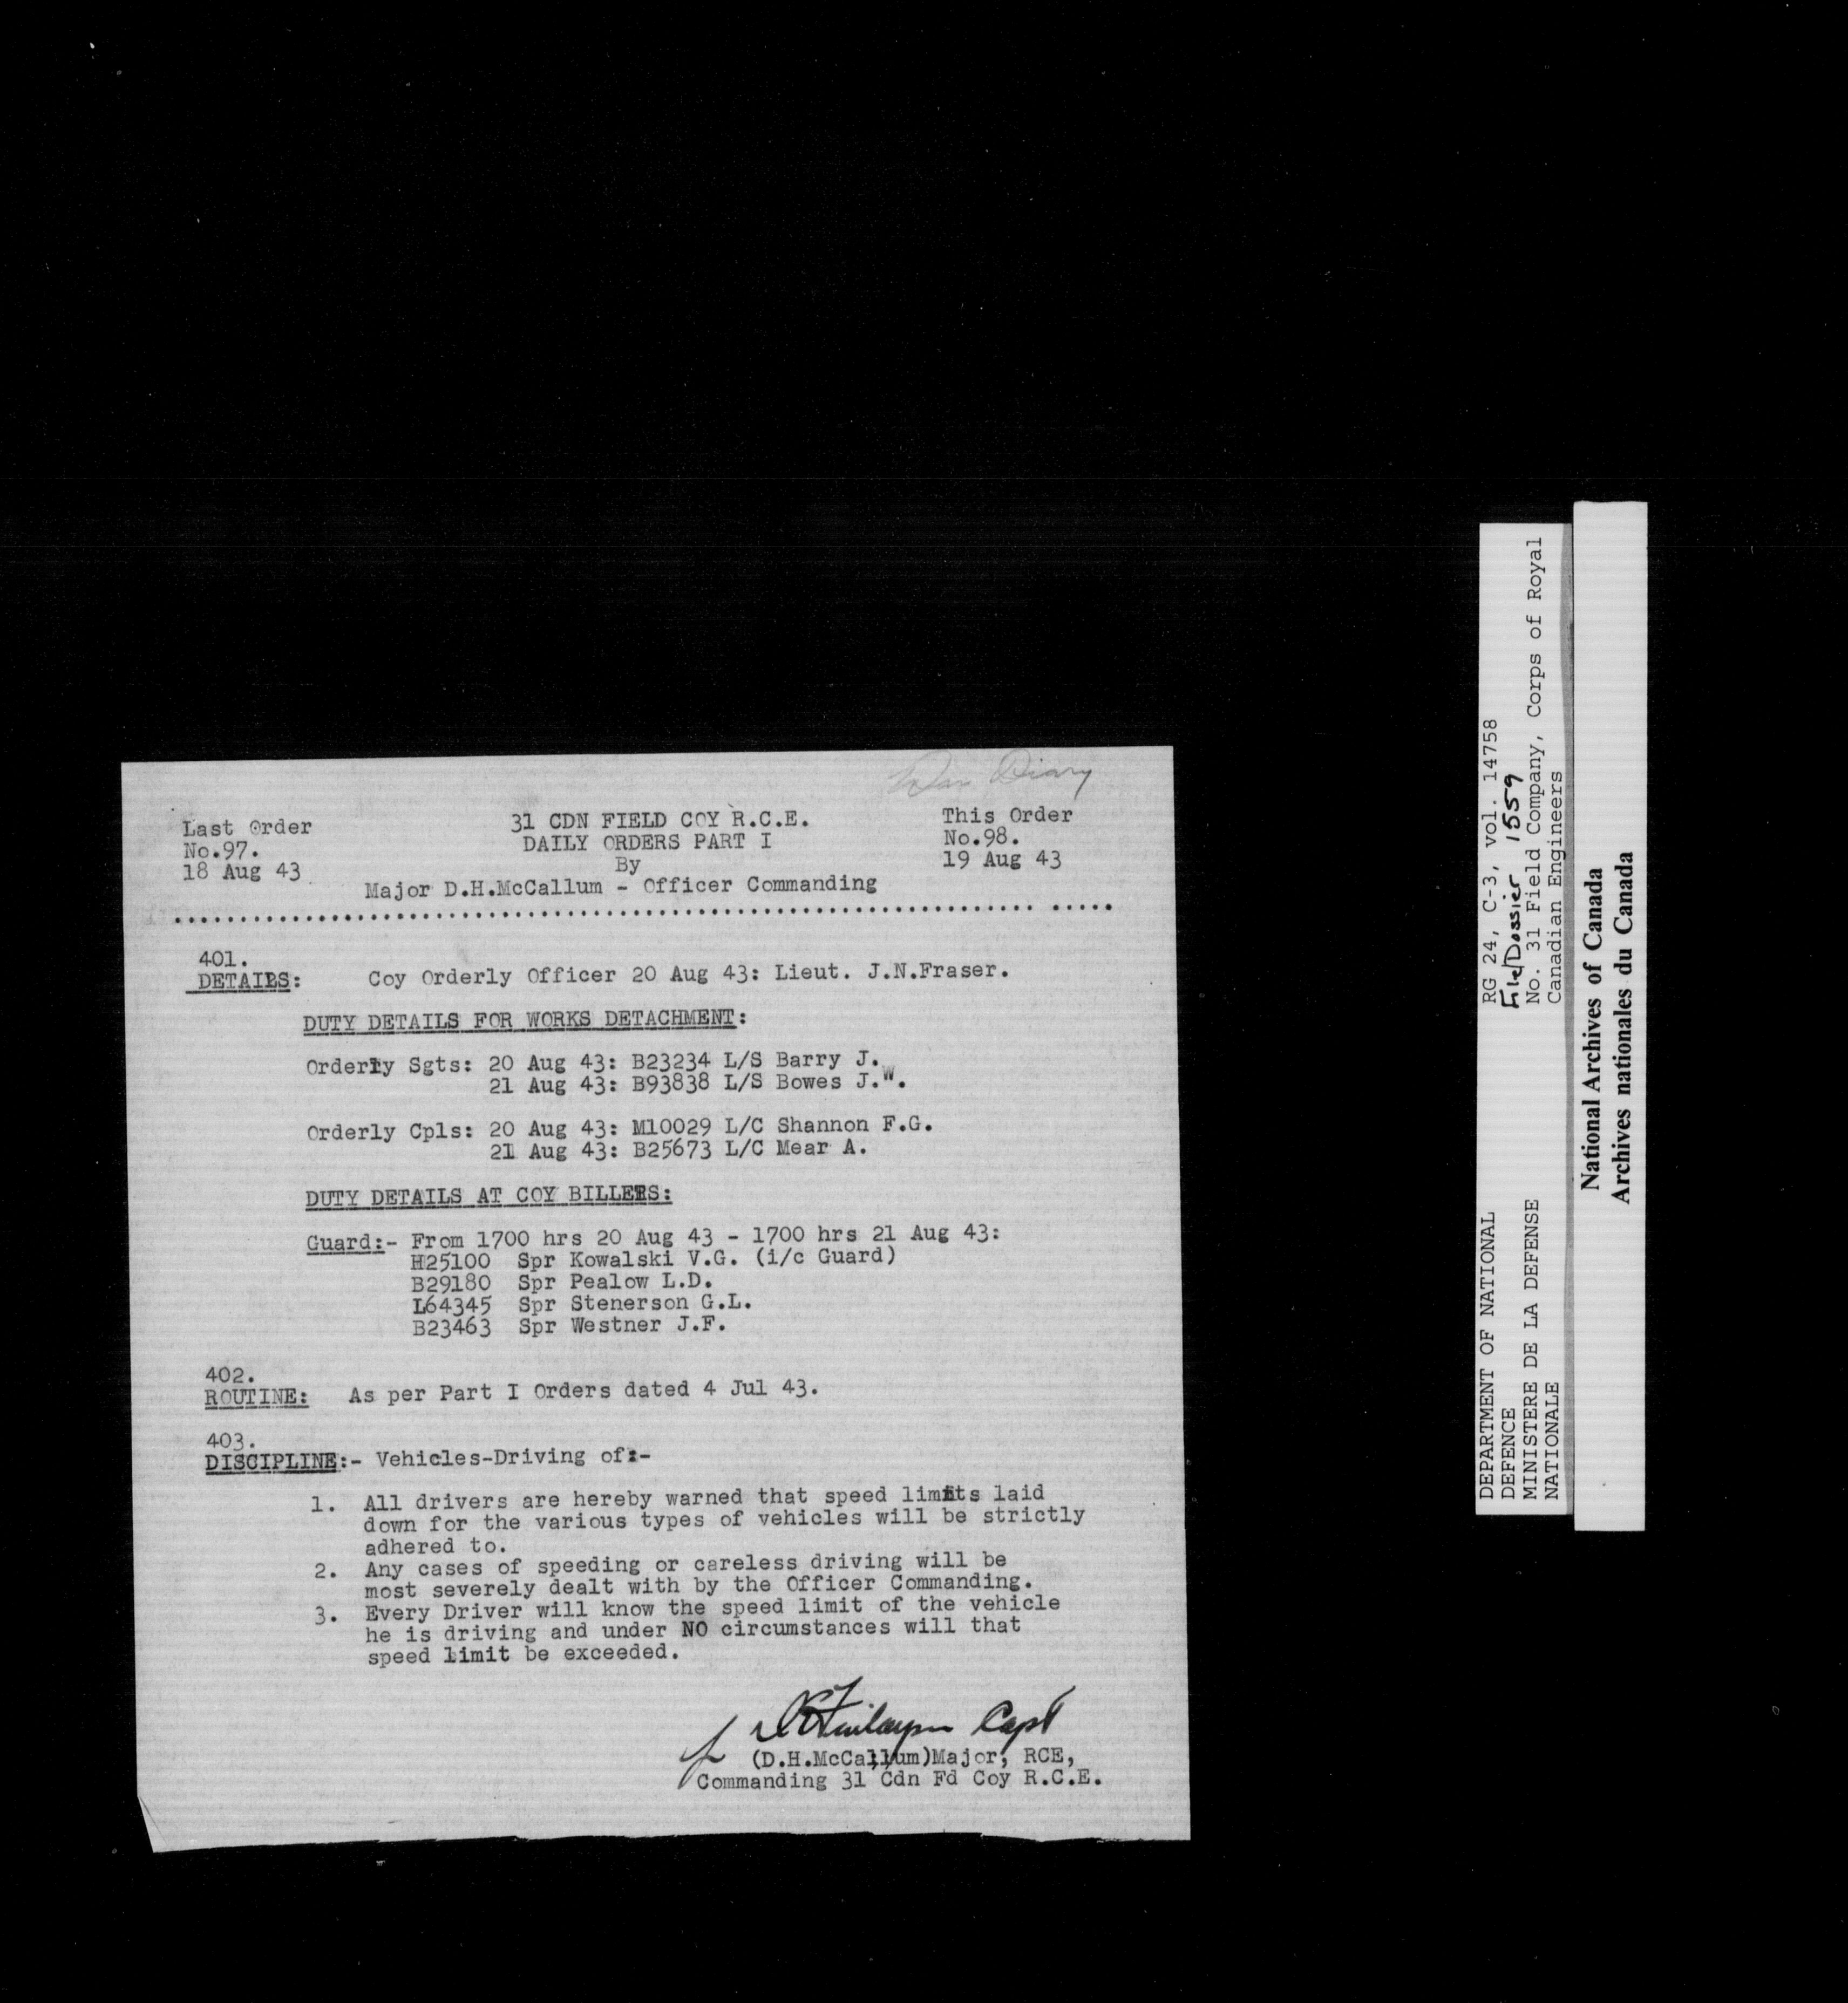 War Diary
Last Order
No.97.
18 Aug 43
31 CDN FIELD COY R.C.E.
DAILY ORDERS PART I
By
Major D.H.McCallum - Officer Commanding
This Order
No.98.
19 Aug 43
401.
DETAILS: Coy Orderly Officer 20 Aug 43: Lieut. J.N.Fraser.
DUTY DETAILS FOR WORKS DETACHMENT:
Orderly Sgts: 20 Aug 43: B23234 L/S Barry J.
21 Aug 43: B93838 L/S Bowes J.W.
Orderly Cpls: 20 Aug 43: M10029 L/C Shannon F.G.
21 Aug 43: B25673 L/C Mear A.
DUTY DETAILS AT COY BILLETS:
Guard:- From 1700 hrs 20 Aug 43 - 1700 hrs 21 Aug 43:
H25100 Spr Kowalski V.G. (i/c Guard)
B29180 Spr Pealow L.D.
L64345 Spr Stenerson G.L.
B23463 Spr Westner J.F.
402.
ROUTINE: As per Part I Orders dated 4 Jul 43.
403.
DISCIPLINE:- Vehicles-Driving of:-
1. All drivers are hereby warned that speed limits laid
down for the various types of vehicles will be strictly
adhered to.
2. Any cases of speeding or careless driving will be
most severely dealt with by the Officer Commanding.
3. Every Driver will know the speed limit of the vehicle
he is driving and under NO circumstances will that
speed limit be exceeded.
Finlayson Capt
(D.H.McCallum)Major, RCE,
Commanding 31 Cdn Fd Coy R.C.E.
DEPARTMENT OF NATIONAL
DEFENCE
MINISTERE DE LA DEFENSE
NATIONALE
RG 24, C-3, vol. 14758
File/Dossier 1559
No. 31 Field Company, Corps of Royal
Canadian Engineers
National Archives of Canada
Archives nationales du Canada